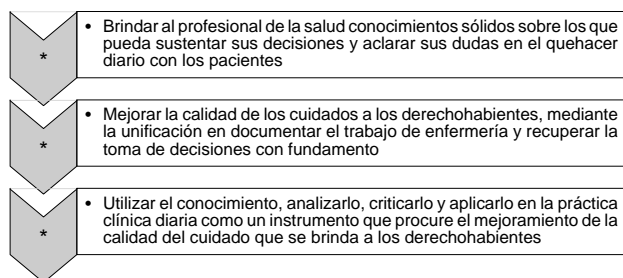 • Brindar al profesional de la salud conocimientos sólidos sobre los que
pueda sustentar sus decisiones y aclarar sus dudas en el quehacer
diario con los pacientes
*
• Mejorar la calidad de los cuidados a los derechohabientes, mediante
la unificación en documentar el trabajo de enfermería y recuperar la
toma de decisiones con fundamento
*
• Utilizar el conocimiento, analizarlo, criticarlo y aplicarlo en la práctica
clínica diaria como un instrumento que procure el mejoramiento de la
calidad del cuidado que se brinda a los derechohabientes
*